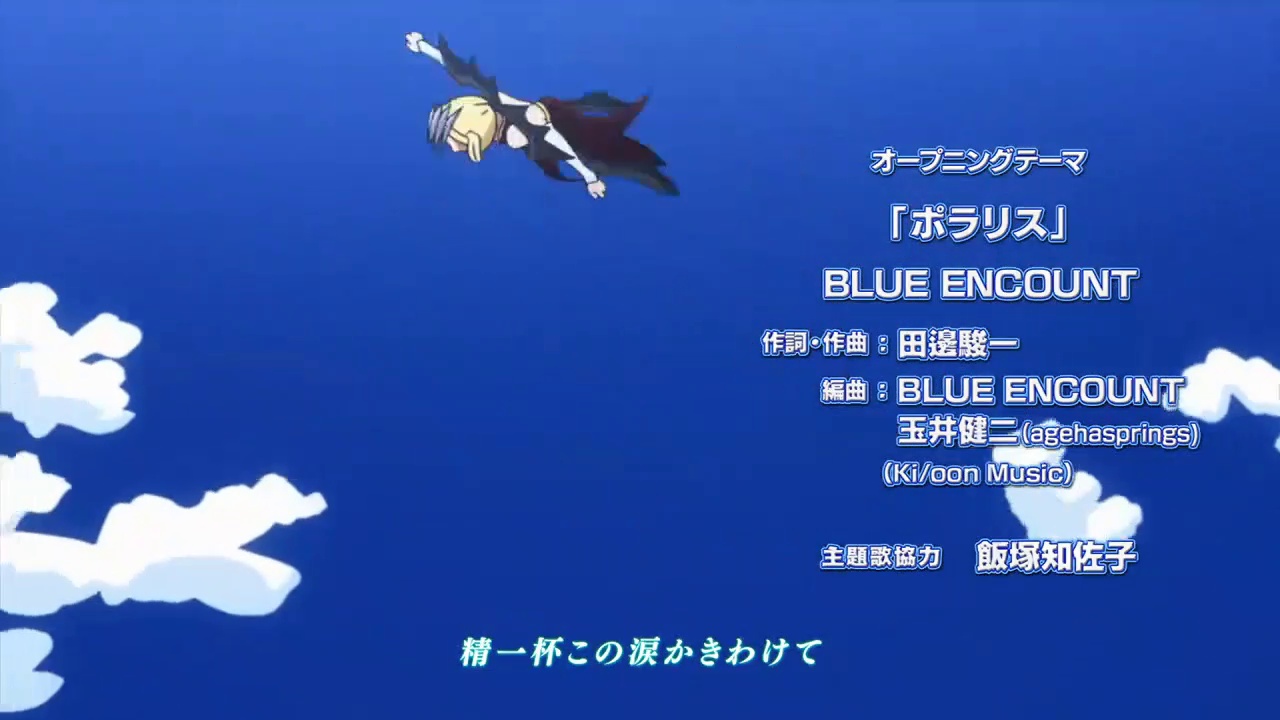 オープニングテーマ
「ポラリス」
BLUE ENCOUNT
作詞・作曲：田邊駿一
編曲：BLUE ENCOUNT
玉井健二(agehasprings)
(Ki/oon Music)
主題歌協力 飯塚知佐子
精一杯この涙かきわけて